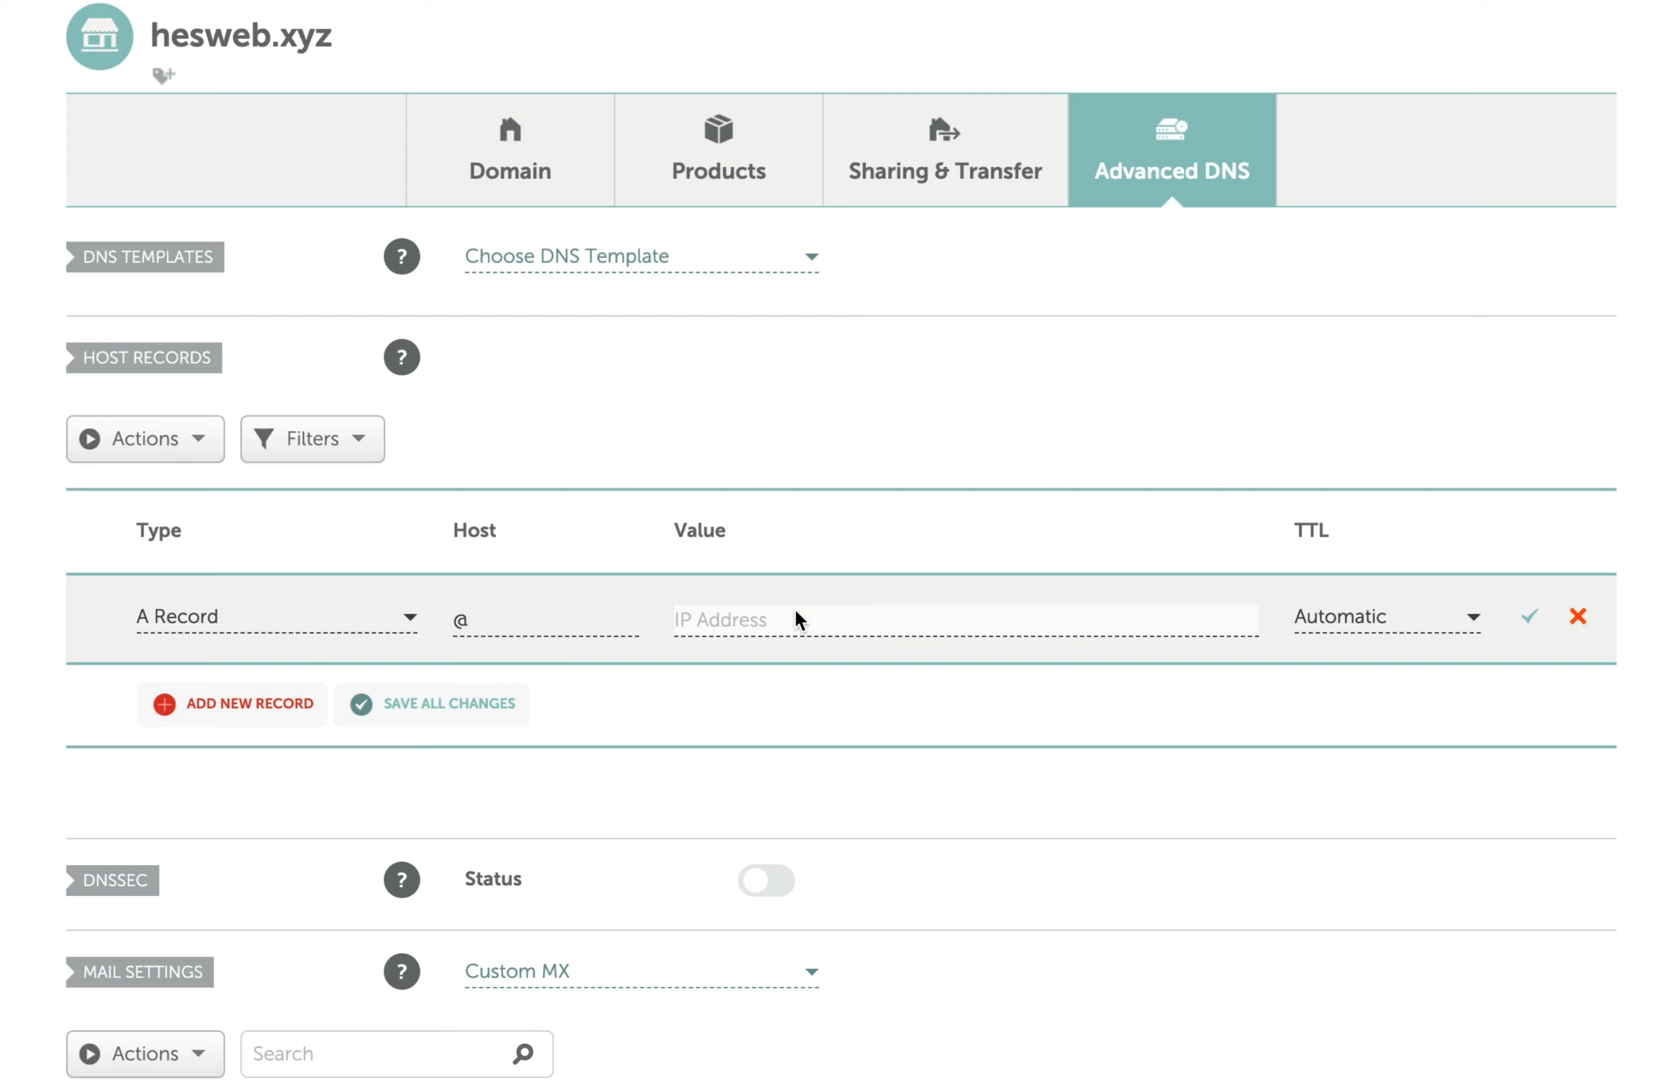 hesweb.xyz
Domain
Products
Sharing & Transfer
Advanced DNS
DNS TEMPLATES
?
Choose DNS Template
HOST RECORDS
?
Actions
Filters
Type Host Value TTL
A Record @ IP Address Automatic
ADD NEW RECORD
SAVE ALL CHANGES
DNSSEC
?
Status
MAIL SETTINGS
?
Custom MX
Actions
Search